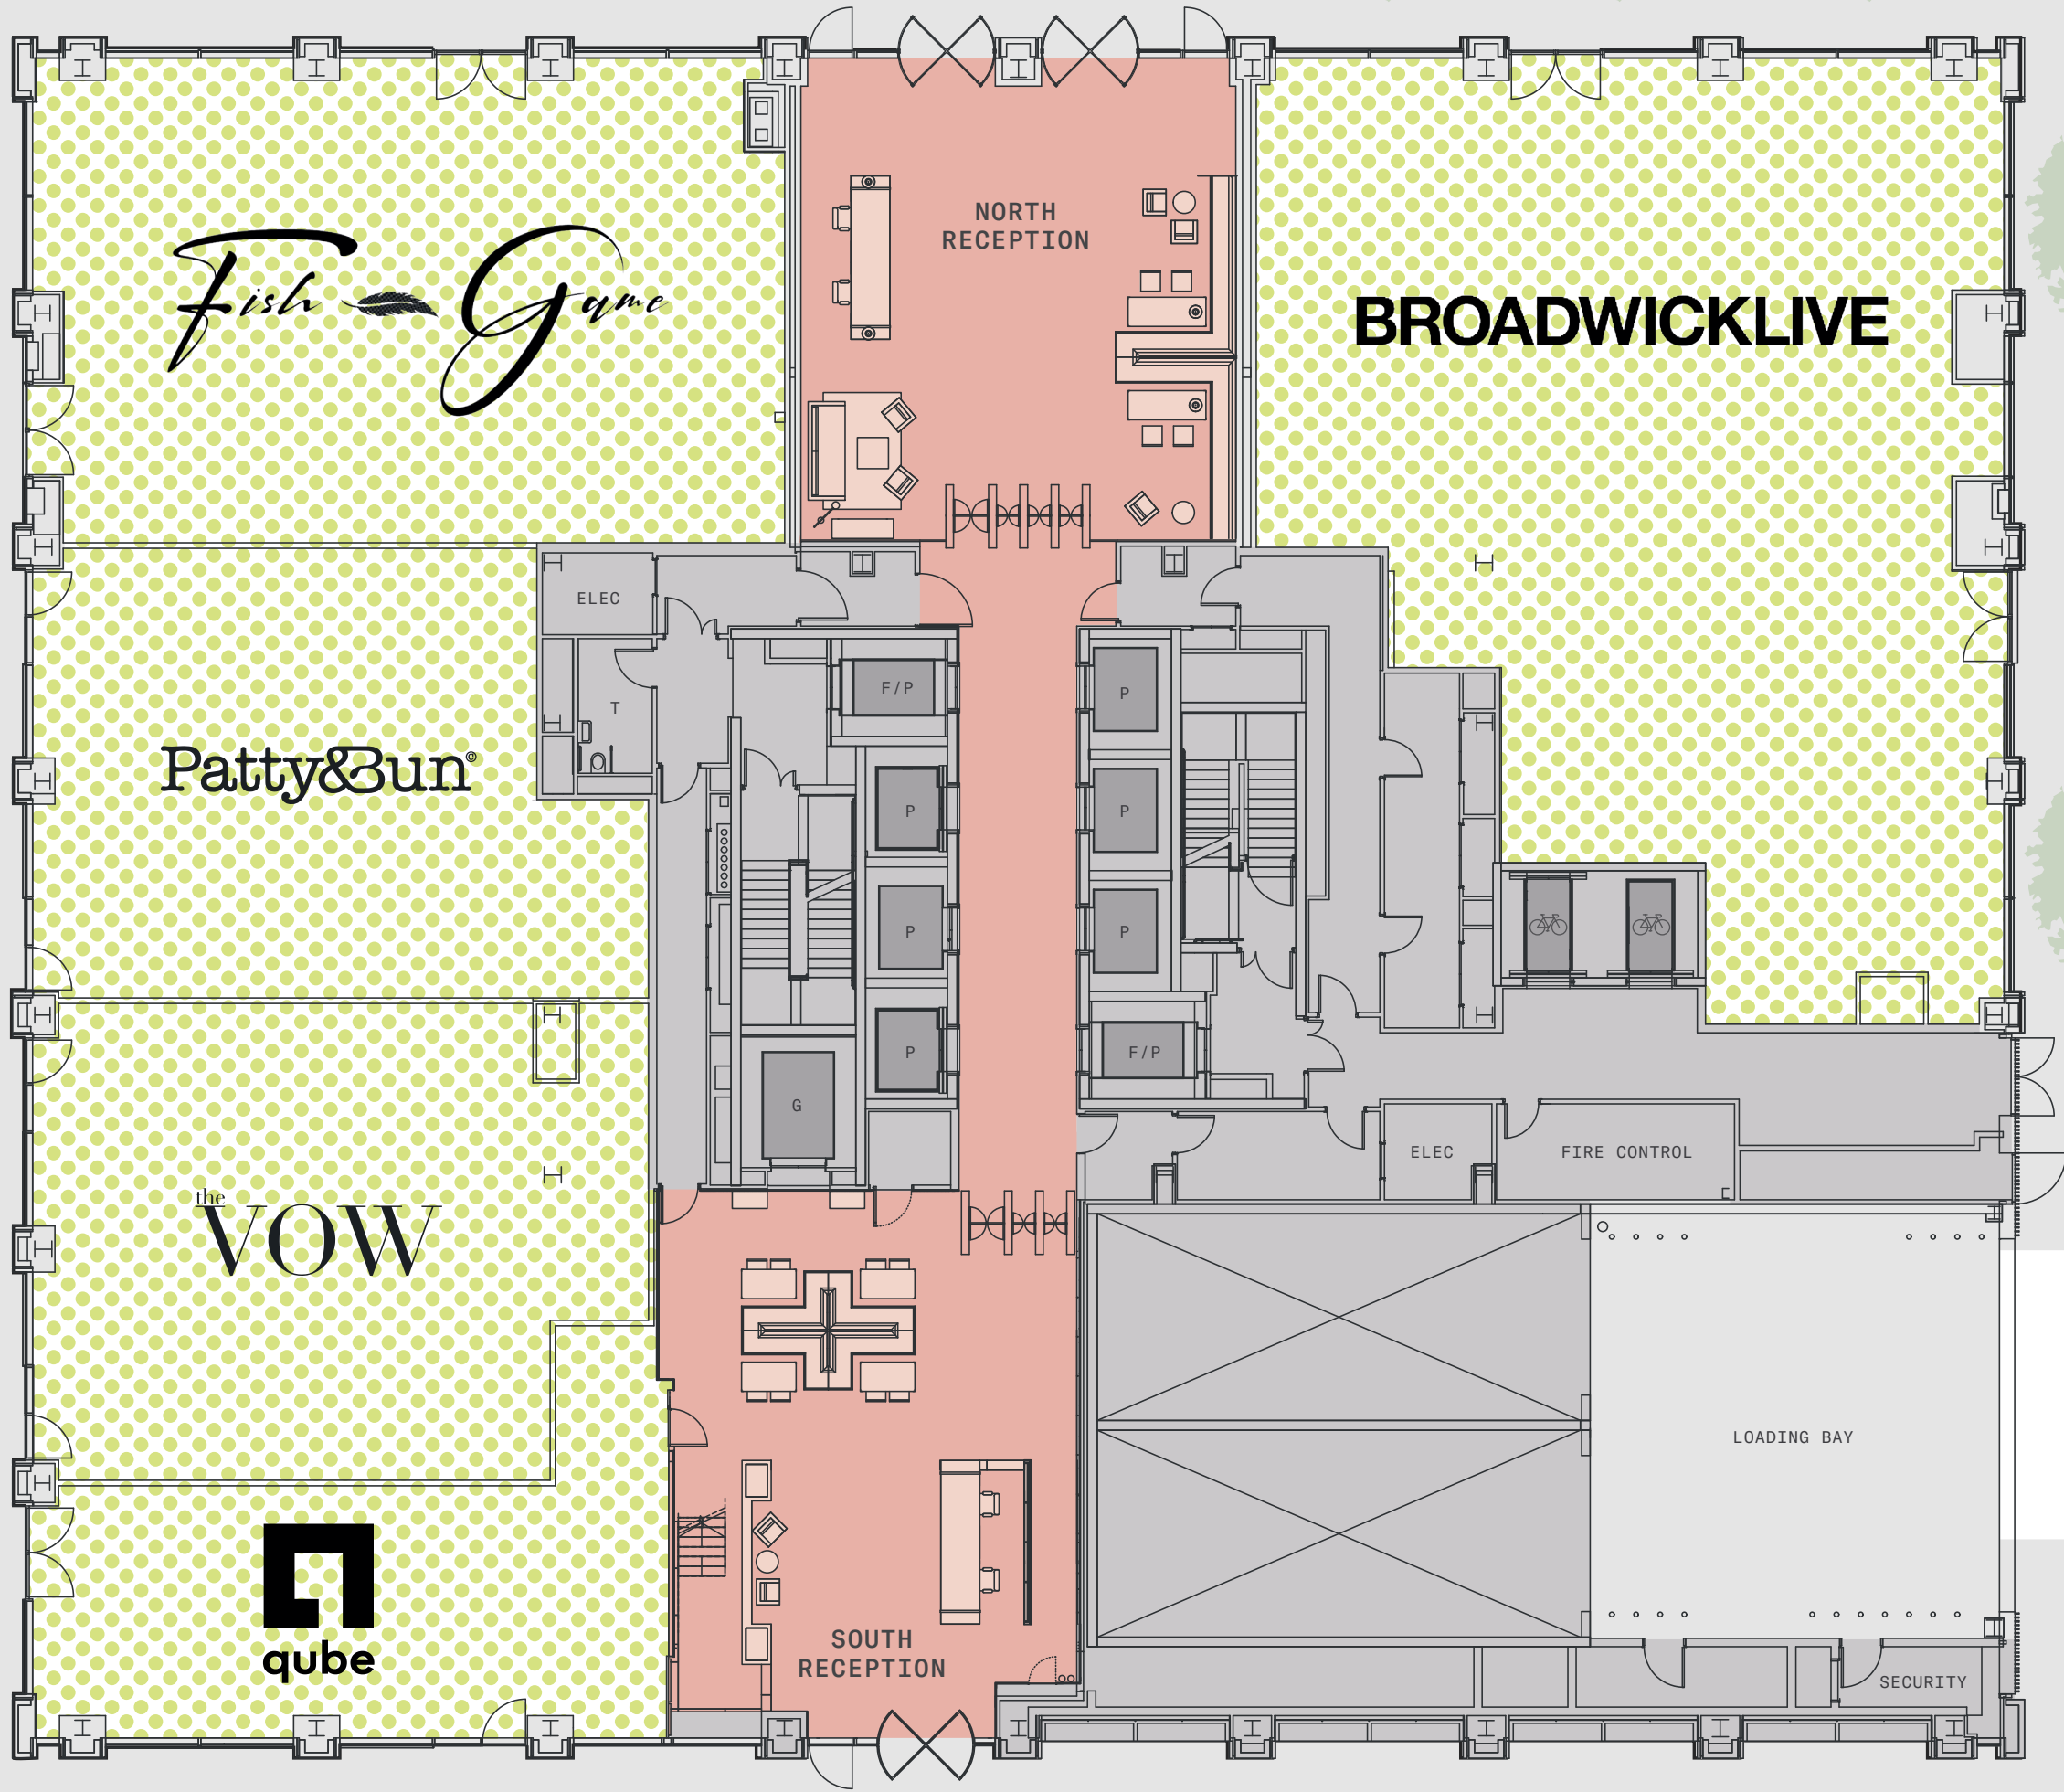 NORTH
RECEPTION
Fish Game
BROADWICKLIVE
ELEC
F/P
P
T
Patty&Bun®
P
P
P
P
P
F/P
G
ELEC
FIRE CONTROL
the
VOW
LOADING BAY
qube
SOUTH
RECEPTION
SECURITY